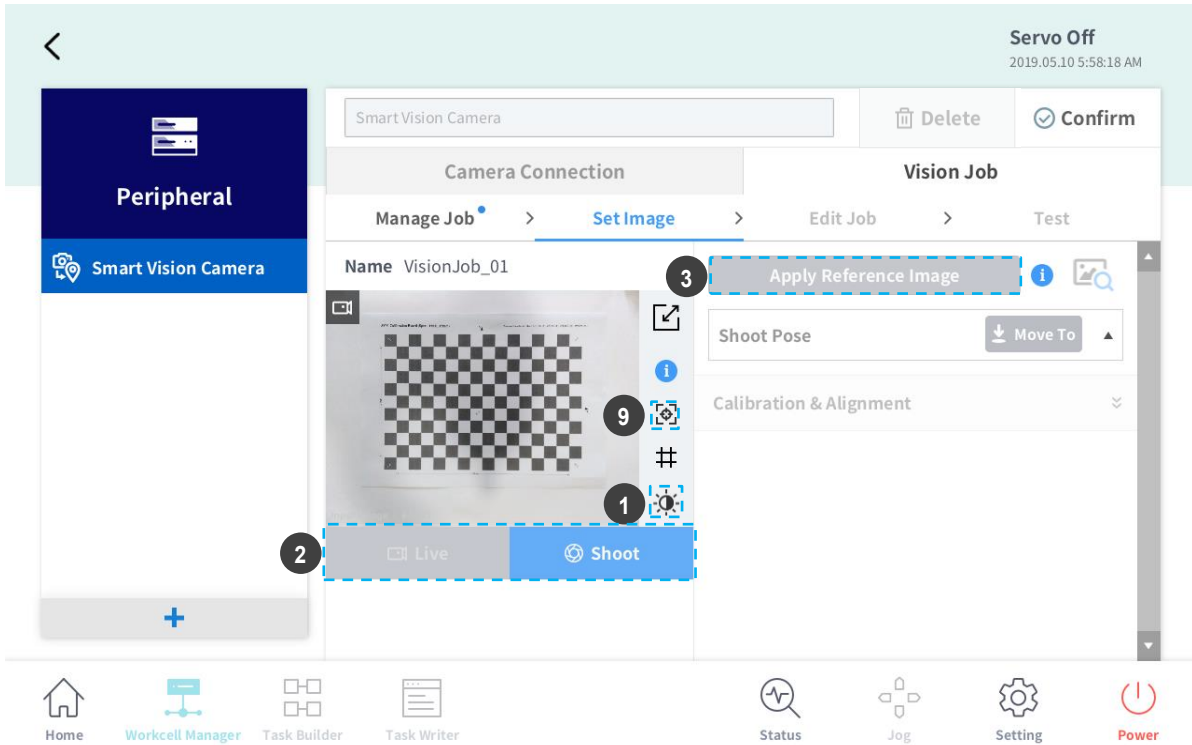 Servo Off
2019.05.10 5:58:18 AM
Peripheral
Smart Vision Camera
Smart Vision Camera
Delete
Confirm
Camera Connection
Vision Job
Manage Job
>
Set Image
>
Edit Job
>
Test
Name VisionJob_01
3
Apply Reference Image
i
Shoot Pose
Move To
i
Calibration & Alignment
9
1
2
Live
Shoot
+
Home
Workcell Manager
Task Builder
Task Writer
Status
Jog
Setting
Power